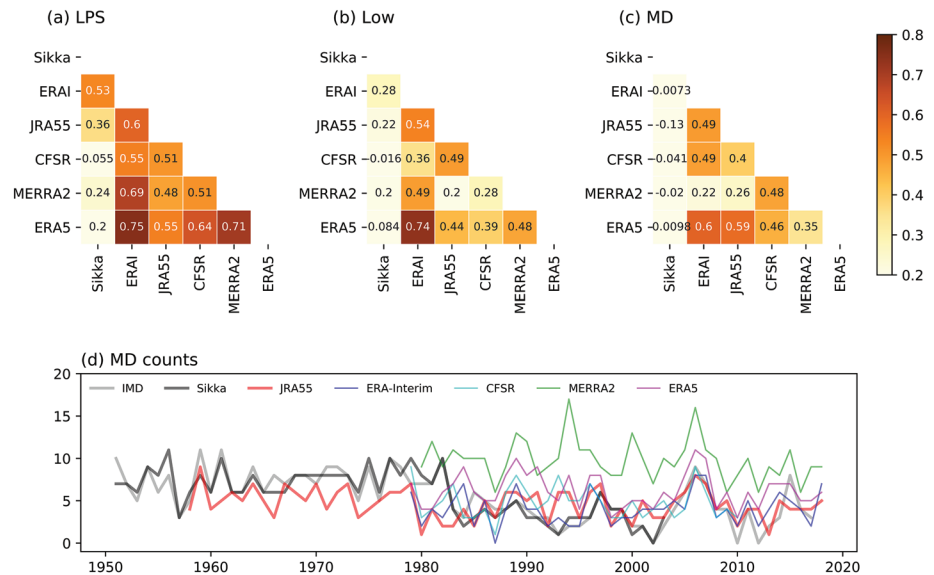 (a) LPS
(b) Low
(c) MD
0.8
0.7
0.6
0.5
0.4
0.3
0.2
Sikka
ERAI
0.53
JRA55
0.36 0.6
CFSR
-0.055 0.55 0.51
MERRA2
0.24 0.69 0.48 0.51
ERA5
0.2 0.75 0.55 0.64 0.71
Sikka
ERAI
JRA55
CFSR
MERRA2
ERA5
Sikka
ERAI
0.28
JRA55
0.22 0.54
CFSR
-0.016 0.36 0.49
MERRA2
0.2 0.49 0.2 0.28
ERA5
-0.084 0.74 0.44 0.39 0.48
Sikka
ERAI
JRA55
CFSR
MERRA2
ERA5
Sikka
ERAI
-0.0073
JRA55
-0.13 0.49
CFSR
-0.041 0.49 0.4
MERRA2
-0.02 0.22 0.26 0.48
ERA5
-0.0098 0.6 0.59 0.46 0.35
Sikka
ERAI
JRA55
CFSR
MERRA2
ERA5
(d) MD counts
IMD Sikka JRA55 ERA-Interim CFSR MERRA2 ERA5
20
15
10
5
0
1950 1960 1970 1980 1990 2000 2010 2020